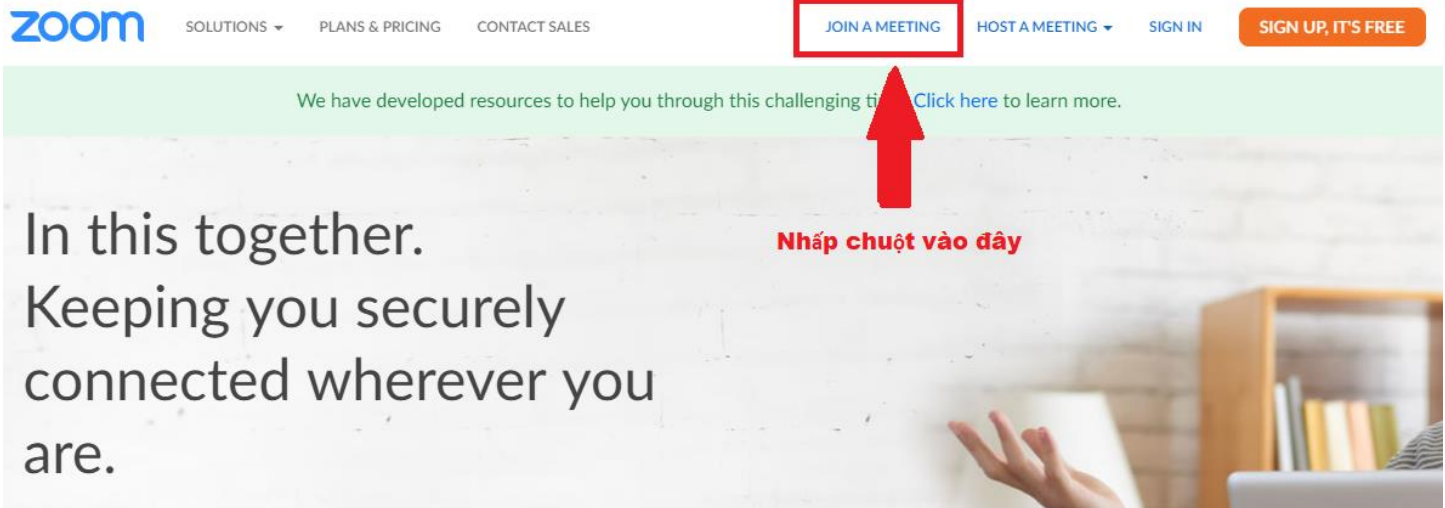 zoom SOLUTIONS PLANS & PRICING CONTACT SALES JOIN A MEETING HOST A MEETING SIGN IN SIGN UP, IT'S FREE
We have developed resources to help you through this challenging Click here to learn more.
Nhấp chuột vào đây
In this together.
Keeping you securely
connected wherever you
are.